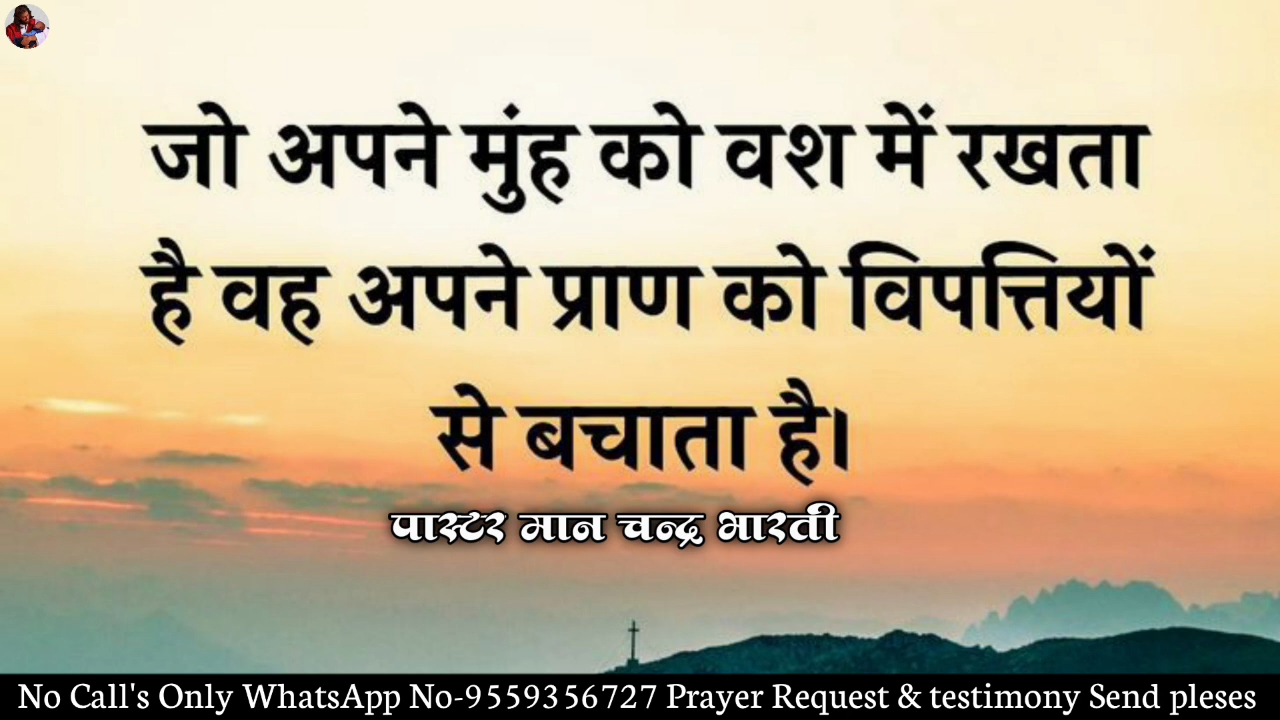 जो अपने मुंह को वश में रखता
है वह अपने प्राण को विपत्तियों
से बचाता है।
पास्टर मान चन्द्र भारती
No Call's Only WhatsApp No-9559356727 Prayer Request & testimony Send pleses